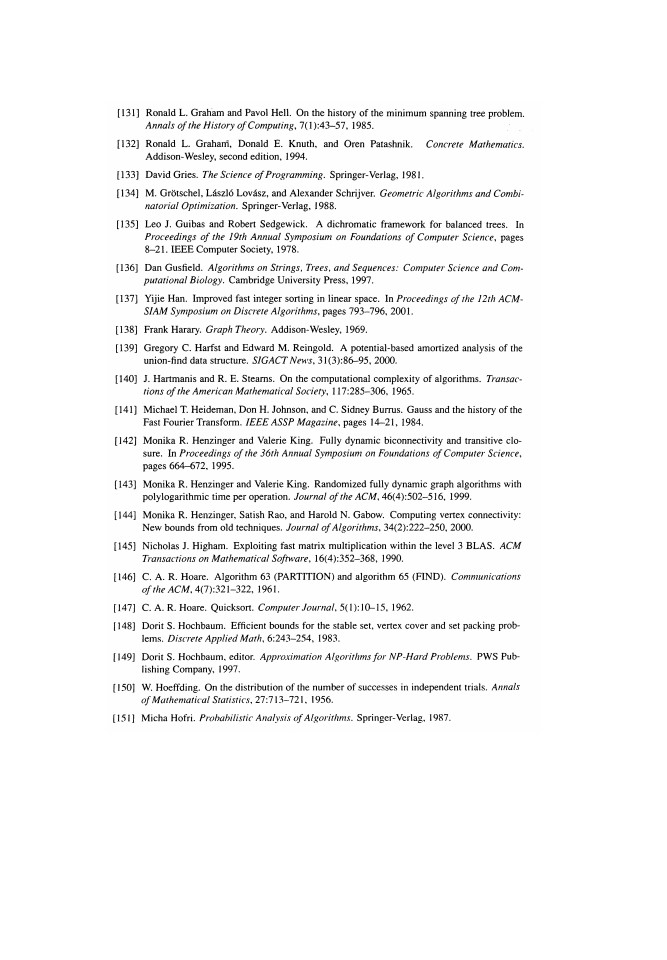 [131] Ronald L. Graham and Pavol Hell. On the history of the minimum spanning tree problem.
Annals of the History of Computing, 7(1):43–57, 1985.
[132] Ronald L. Graham, Donald E. Knuth, and Oren Patashnik. Concrete Mathematics.
Addison-Wesley, second edition, 1994.
[133] David Gries. The Science of Programming. Springer-Verlag, 1981.
[134] M. Grötschel, László Lovász, and Alexander Schrijver. Geometric Algorithms and Combi-
natorial Optimization. Springer-Verlag, 1988.
[135] Leo J. Guibas and Robert Sedgewick. A dichromatic framework for balanced trees. In
Proceedings of the 19th Annual Symposium on Foundations of Computer Science, pages
8–21. IEEE Computer Society, 1978.
[136] Dan Gusfield. Algorithms on Strings, Trees, and Sequences: Computer Science and Com-
putational Biology. Cambridge University Press, 1997.
[137] Yijie Han. Improved fast integer sorting in linear space. In Proceedings of the 12th ACM-
SIAM Symposium on Discrete Algorithms, pages 793–796, 2001.
[138] Frank Harary. Graph Theory. Addison-Wesley, 1969.
[139] Gregory C. Harfst and Edward M. Reingold. A potential-based amortized analysis of the
union-find data structure. SIGACT News, 31(3):86–95, 2000.
[140] J. Hartmanis and R. E. Stearns. On the computational complexity of algorithms. Transac-
tions of the American Mathematical Society, 117:285–306, 1965.
[141] Michael T. Heideman, Don H. Johnson, and C. Sidney Burrus. Gauss and the history of the
Fast Fourier Transform. IEEE ASSP Magazine, pages 14–21, 1984.
[142] Monika R. Henzinger and Valerie King. Fully dynamic biconnectivity and transitive clo-
sure. In Proceedings of the 36th Annual Symposium on Foundations of Computer Science,
pages 664–672, 1995.
[143] Monika R. Henzinger and Valerie King. Randomized fully dynamic graph algorithms with
polylogarithmic time per operation. Journal of the ACM, 46(4):502–516, 1999.
[144] Monika R. Henzinger, Satish Rao, and Harold N. Gabow. Computing vertex connectivity:
New bounds from old techniques. Journal of Algorithms, 34(2):222–250, 2000.
[145] Nicholas J. Higham. Exploiting fast matrix multiplication within the level 3 BLAS. ACM
Transactions on Mathematical Software, 16(4):352–368, 1990.
[146] C. A. R. Hoare. Algorithm 63 (PARTITION) and algorithm 65 (FIND). Communications
of the ACM, 4(7):321–322, 1961.
[147] C. A. R. Hoare. Quicksort. Computer Journal, 5(1):10–15, 1962.
[148] Dorit S. Hochbaum. Efficient bounds for the stable set, vertex cover and set packing prob-
lems. Discrete Applied Math, 6:243–254, 1983.
[149] Dorit S. Hochbaum, editor. Approximation Algorithms for NP-Hard Problems. PWS Pub-
lishing Company, 1997.
[150] W. Hoeffding. On the distribution of the number of successes in independent trials. Annals
of Mathematical Statistics, 27:713–721, 1956.
[151] Micha Hofri. Probabilistic Analysis of Algorithms. Springer-Verlag, 1987.